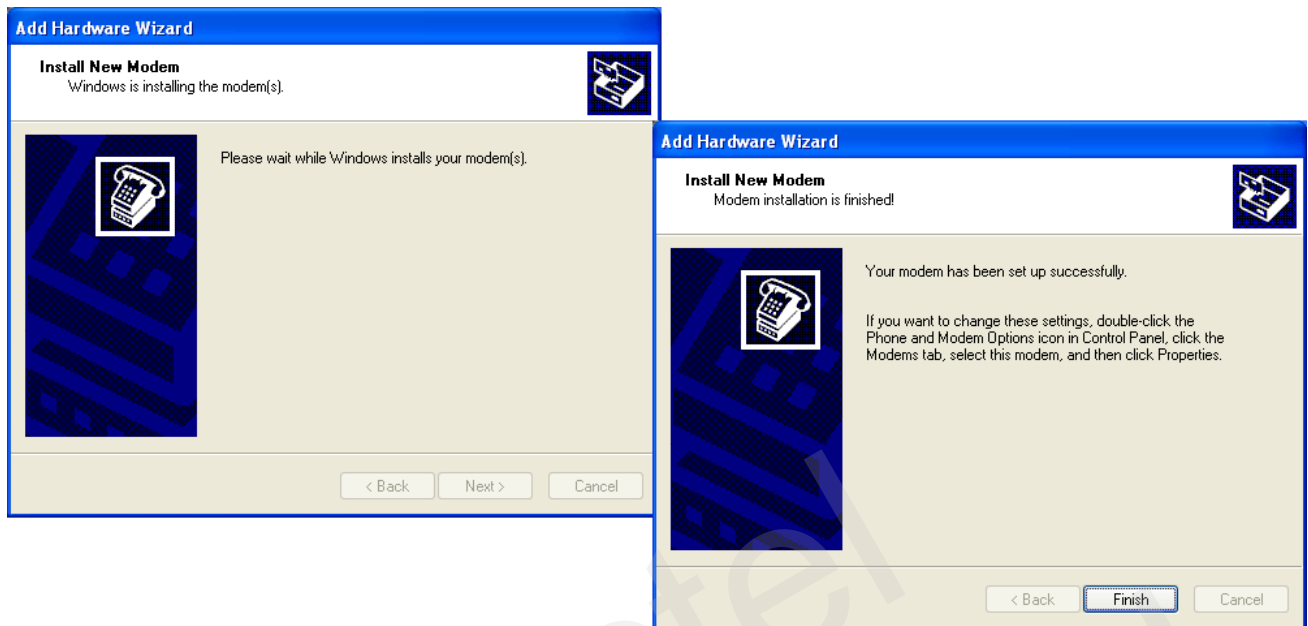 Add Hardware Wizard
Install New Modem
Windows is installing the modem(s).
Please wait while Windows installs your modem(s).
< Back
Next >
Cancel
Add Hardware Wizard
Install New Modem
Modem installation is finished!
Your modem has been set up successfully.
If you want to change these settings, double-click the
Phone and Modem Options icon in Control Panel, click the
Modems tab, select this modem, and then click Properties.
< Back
Finish
Cancel